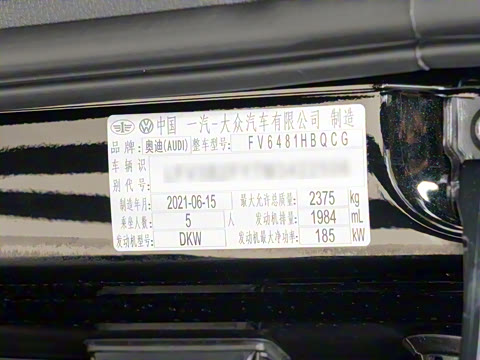 中国 一汽-大众汽车有限公司 制造
品牌: 奥迪(AUDI) 整车型号: FV6481HBQCG
车辆识
别代号:
制造年月: 2021-06-15 最大允许总质量: 2375 kg
乘坐人数: 5 人 发动机排量: 1984 mL
发动机型号: DKW 发动机最大净功率: 185 kW